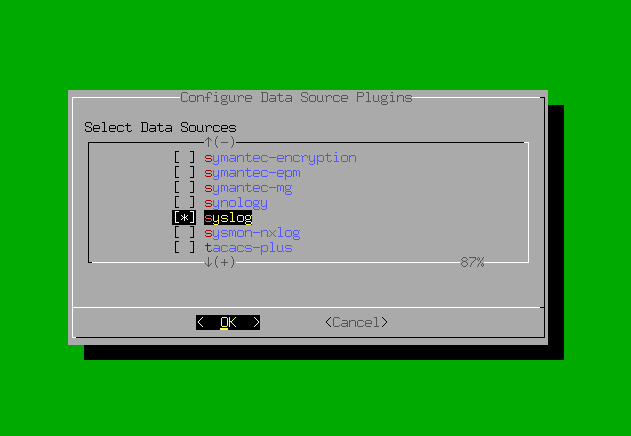 Configure Data Source Plugins
Select Data Sources
↑(-)
[ ] symantec-encryption
[ ] symantec-epm
[ ] symantec-mg
[ ] synology
[*] syslog
[ ] sysmon-nxlog
[ ] tacacs-plus
↓(+) 87%
< OK > <Cancel>